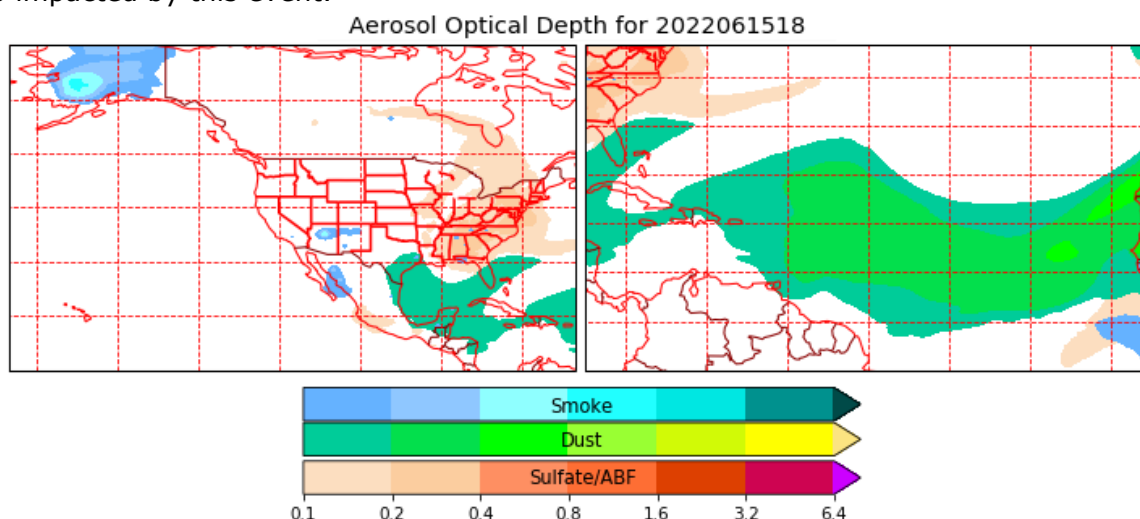 impacted by this event.
Aerosol Optical Depth for 2022061518
Smoke
Dust
Sulfate/ABF
0.1 0.2 0.4 0.8 1.6 3.2 6.4